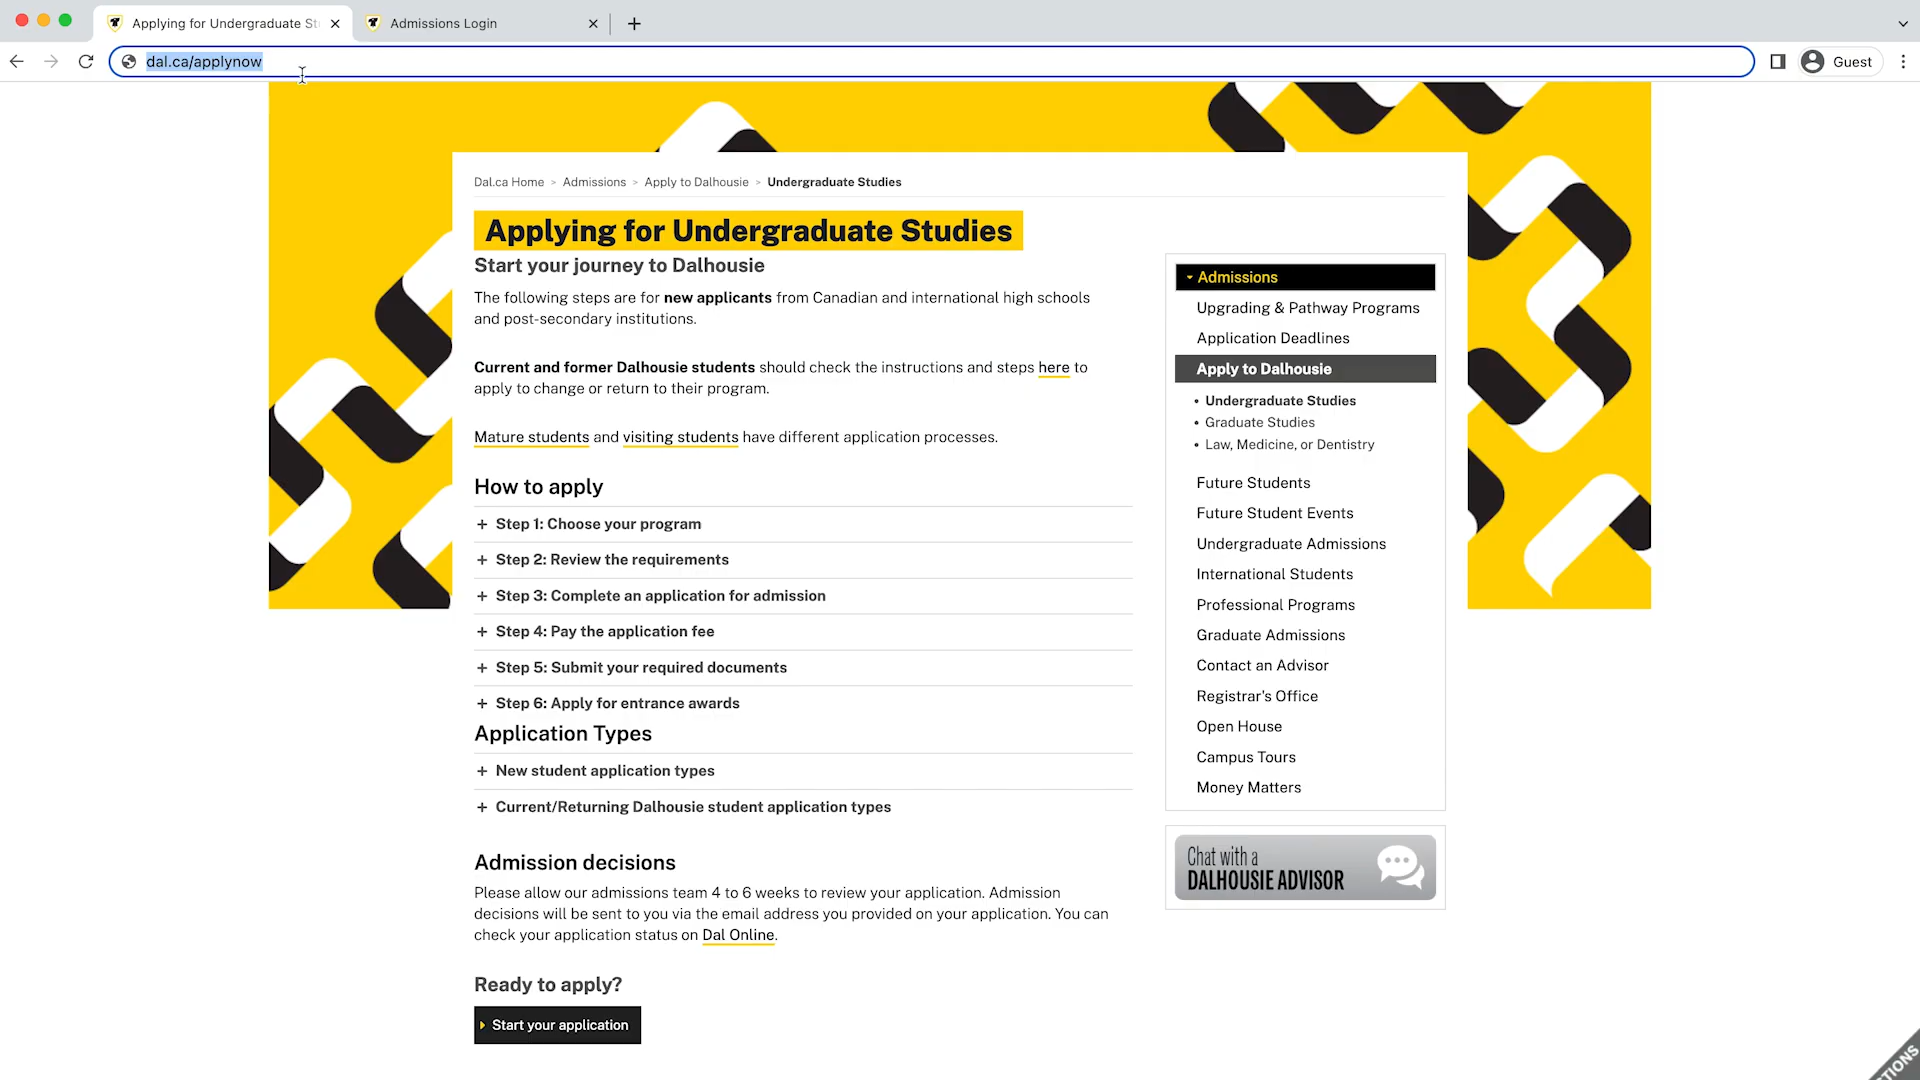 Applying for Undergraduate St
Admissions Login
dal.ca/applynow
Guest
Dal.ca Home > Admissions > Apply to Dalhousie > Undergraduate Studies
Applying for Undergraduate Studies
Start your journey to Dalhousie
The following steps are for new applicants from Canadian and international high schools
and post-secondary institutions.
Current and former Dalhousie students should check the instructions and steps here to
apply to change or return to their program.
Mature students and visiting students have different application processes.
How to apply
+ Step 1: Choose your program
+ Step 2: Review the requirements
+ Step 3: Complete an application for admission
+ Step 4: Pay the application fee
+ Step 5: Submit your required documents
+ Step 6: Apply for entrance awards
Application Types
+ New student application types
+ Current/Returning Dalhousie student application types
Admission decisions
Please allow our admissions team 4 to 6 weeks to review your application. Admission
decisions will be sent to you via the email address you provided on your application. You can
check your application status on Dal Online.
Ready to apply?
Start your application
Admissions
Upgrading & Pathway Programs
Application Deadlines
Apply to Dalhousie
• Undergraduate Studies
• Graduate Studies
• Law, Medicine, or Dentistry
Future Students
Future Student Events
Undergraduate Admissions
International Students
Professional Programs
Graduate Admissions
Contact an Advisor
Registrar's Office
Open House
Campus Tours
Money Matters
Chat with a
DALHOUSIE ADVISOR
TIONS